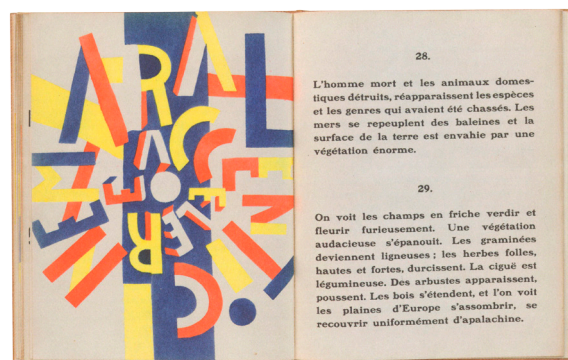 CINÉMA
ACCÉLÉRÉ
RALENTI
28.
L'homme mort et les animaux domes-
tiques détruits, réapparaissent les espèces
et les genres qui avaient été chassés. Les
mers se repeuplent des baleines et la
surface de la terre est envahie par une
végétation énorme.
29.
On voit les champs en friche verdir et
fleurir furieusement. Une végétation
audacieuse s'épanouit. Les graminées
deviennent ligneuses ; les herbes folles,
hautes et fortes, durcissent. La ciguë est
légumineuse. Des arbustes apparaissent,
poussent. Les bois s'étendent, et l'on voit
les plaines d'Europe s'assombrir, se
recouvrir uniformément d'apalachine.